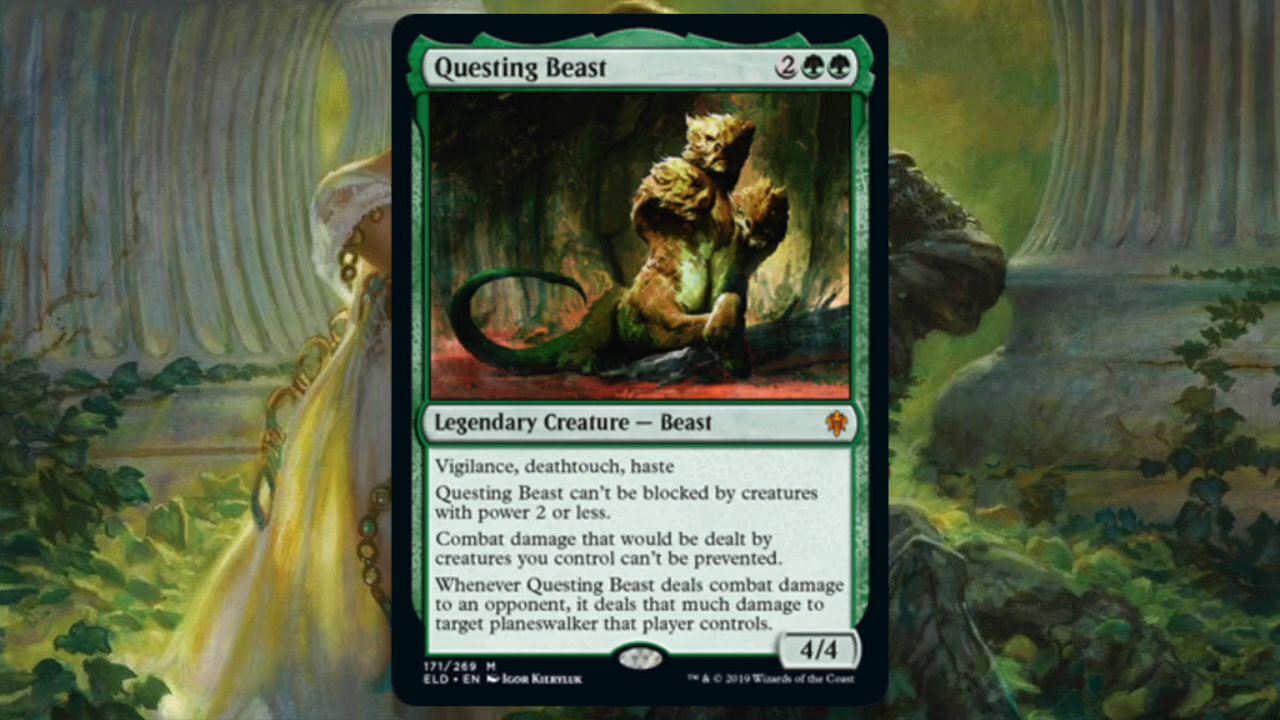 Questing Beast 2
Legendary Creature — Beast
Vigilance, deathtouch, haste
Questing Beast can't be blocked by creatures
with power 2 or less.
Combat damage that would be dealt by
creatures you control can't be prevented.
Whenever Questing Beast deals combat damage
to an opponent, it deals that much damage to
target planeswalker that player controls.
4/4
171/269 M
ELD • EN Igor Kieryluk
™ & © 2019 Wizards of the Coast